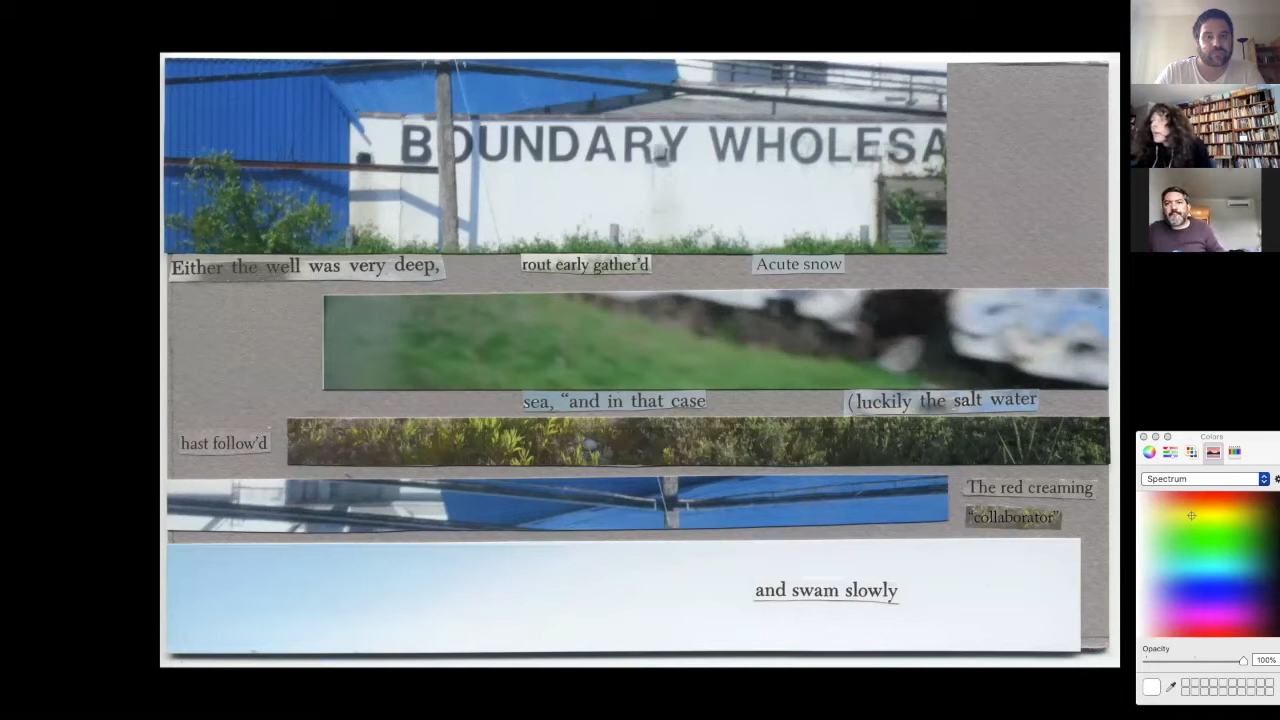 BOUNDARY WHOLESA
Either the well was very deep,
rout early gather'd
Acute snow
sea, “and in that case
(luckily the salt water
hast follow'd
The red creaming
“collaborator”
and swam slowly
Colors
Spectrum
Opacity
100%